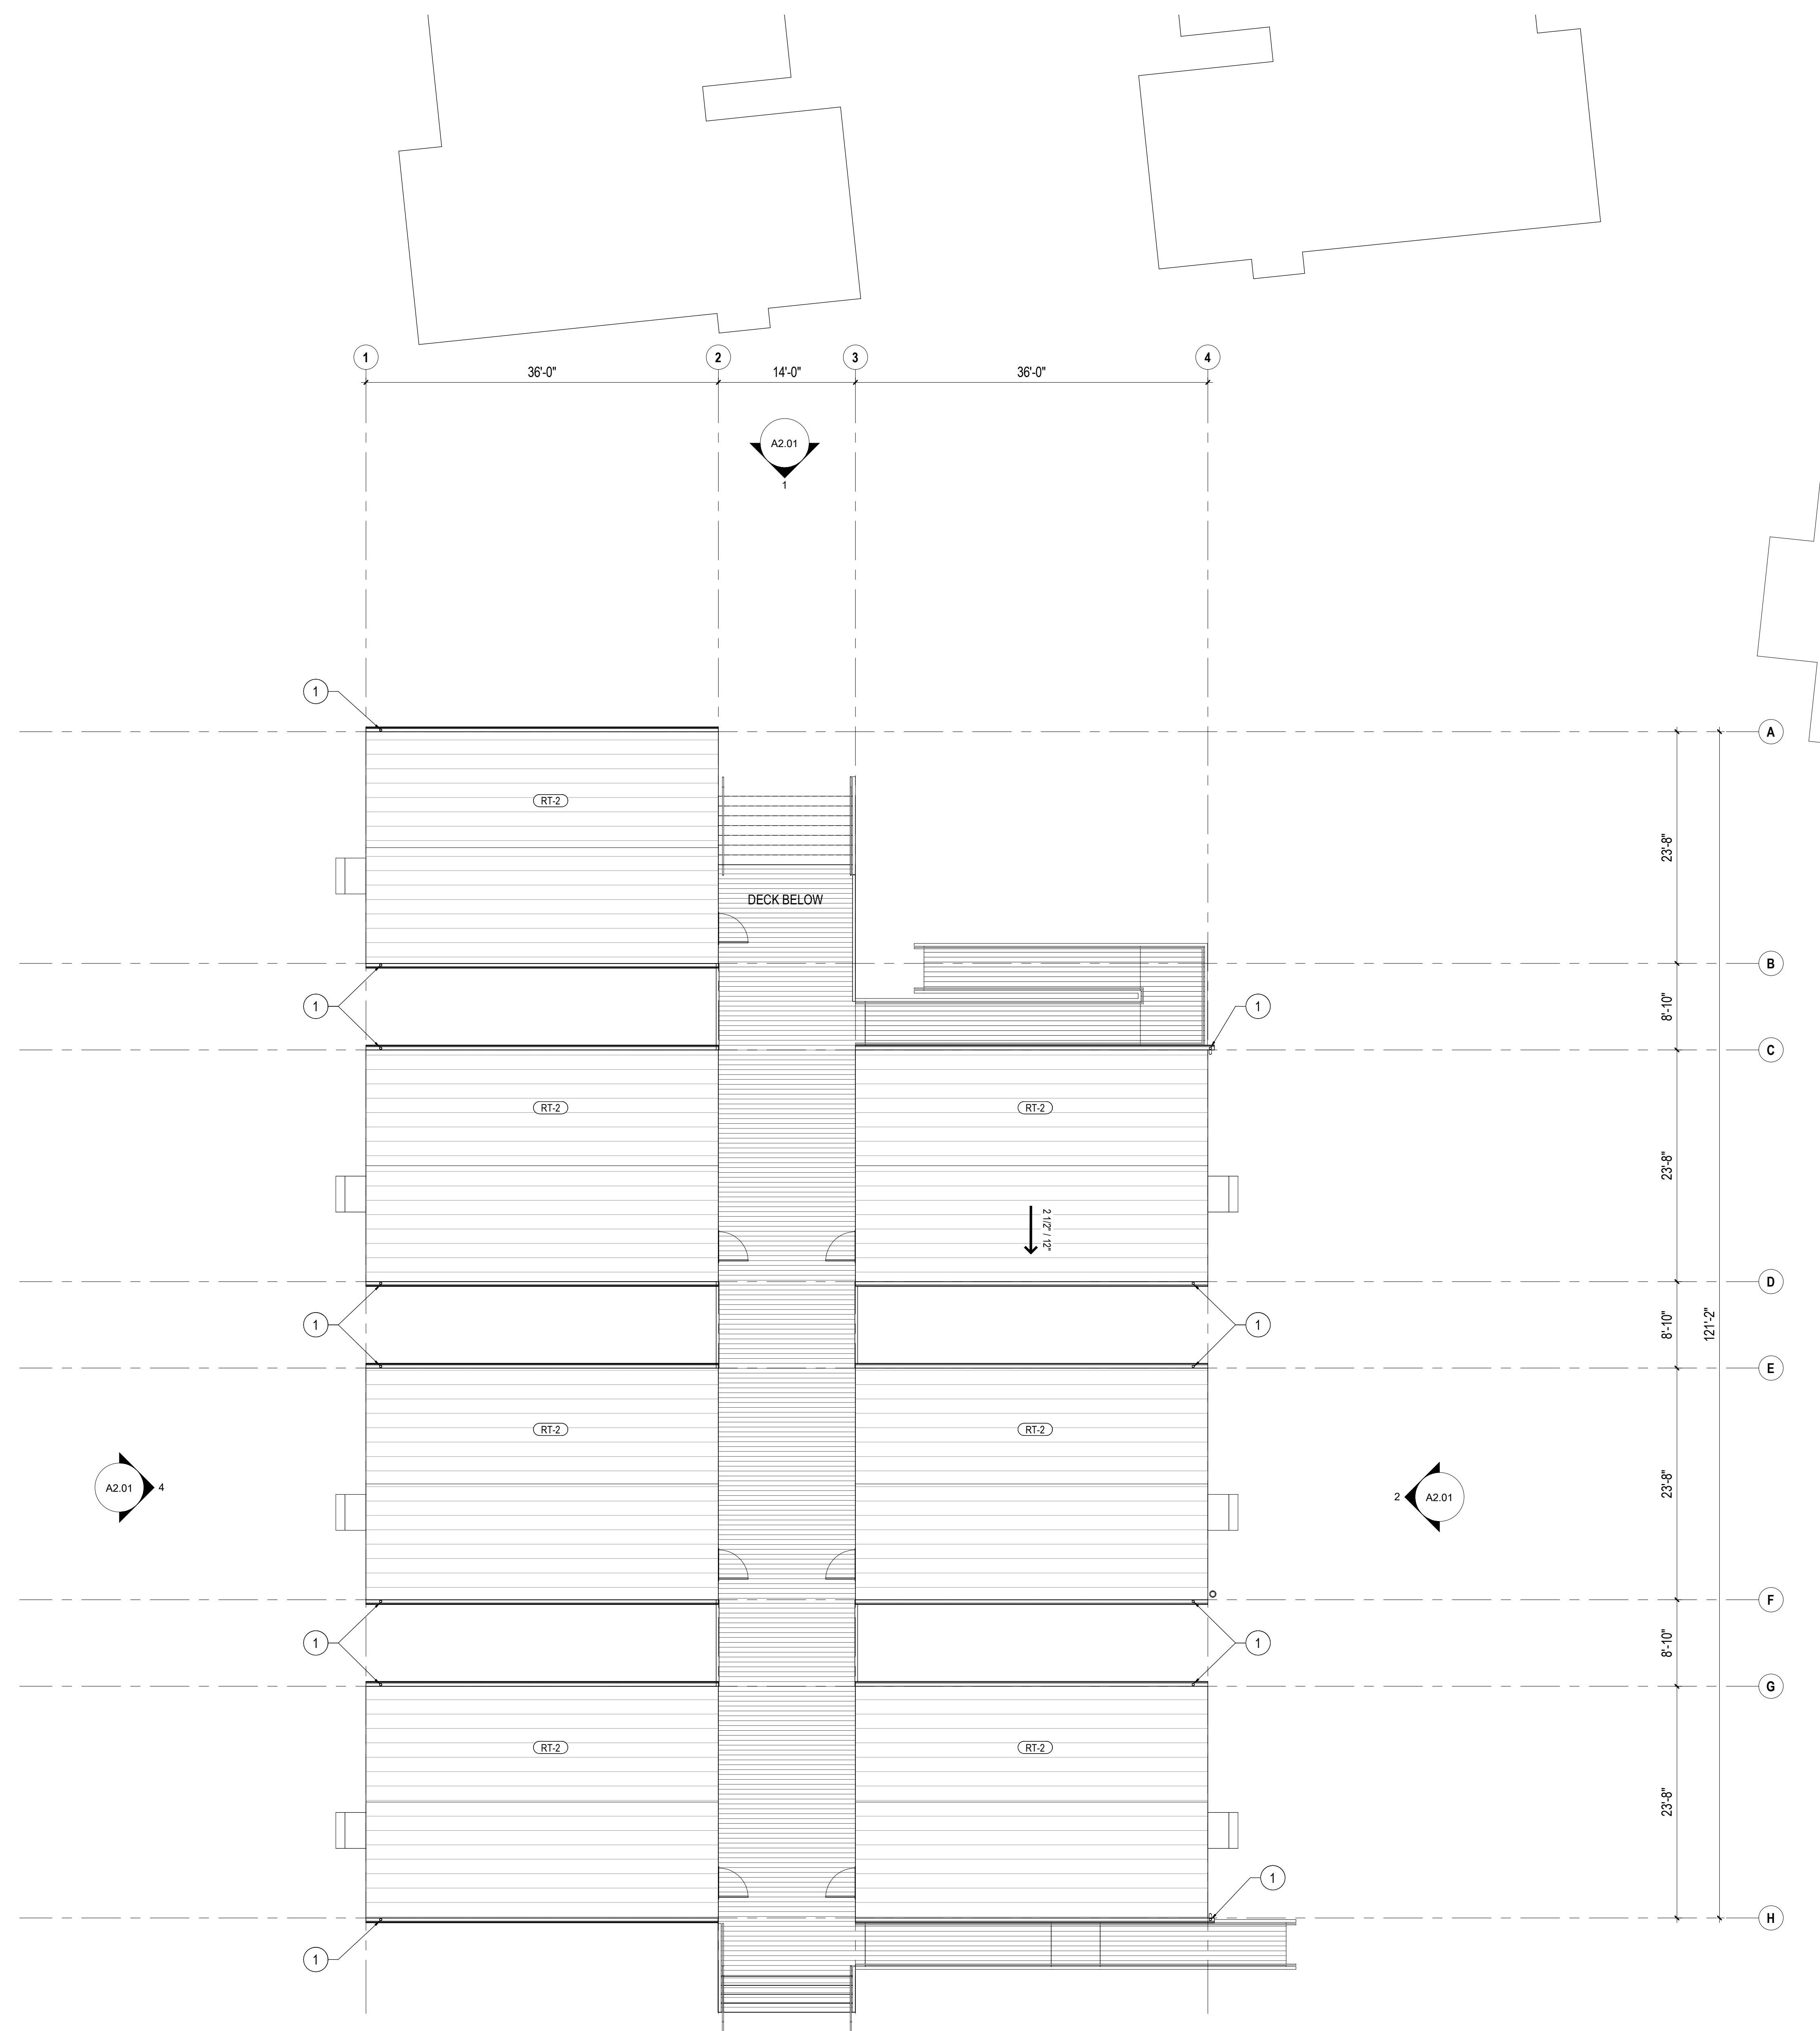 1
2
3
4
36'-0"
14'-0"
36'-0"
A2.01
1
1
A
RT-2
23'-8"
DECK BELOW
B
1
1
8'-10"
C
RT-2
RT-2
23'-8"
2 1/2" / 12"
D
1
1
8'-10"
121'-2"
E
RT-2
RT-2
A2.01
4
23'-8"
2
A2.01
F
1
1
8'-10"
G
RT-2
RT-2
23'-8"
1
H
1